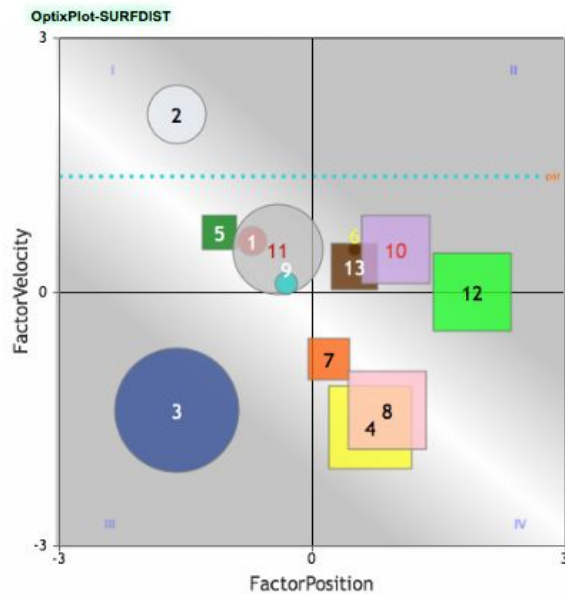 OptixPlot-SURFDIST
3
I
II
2
par
5
1
11
6
10
9
13
FactorVelocity
0
12
7
3
8
4
III
IV
-3
-3
0
3
FactorPosition